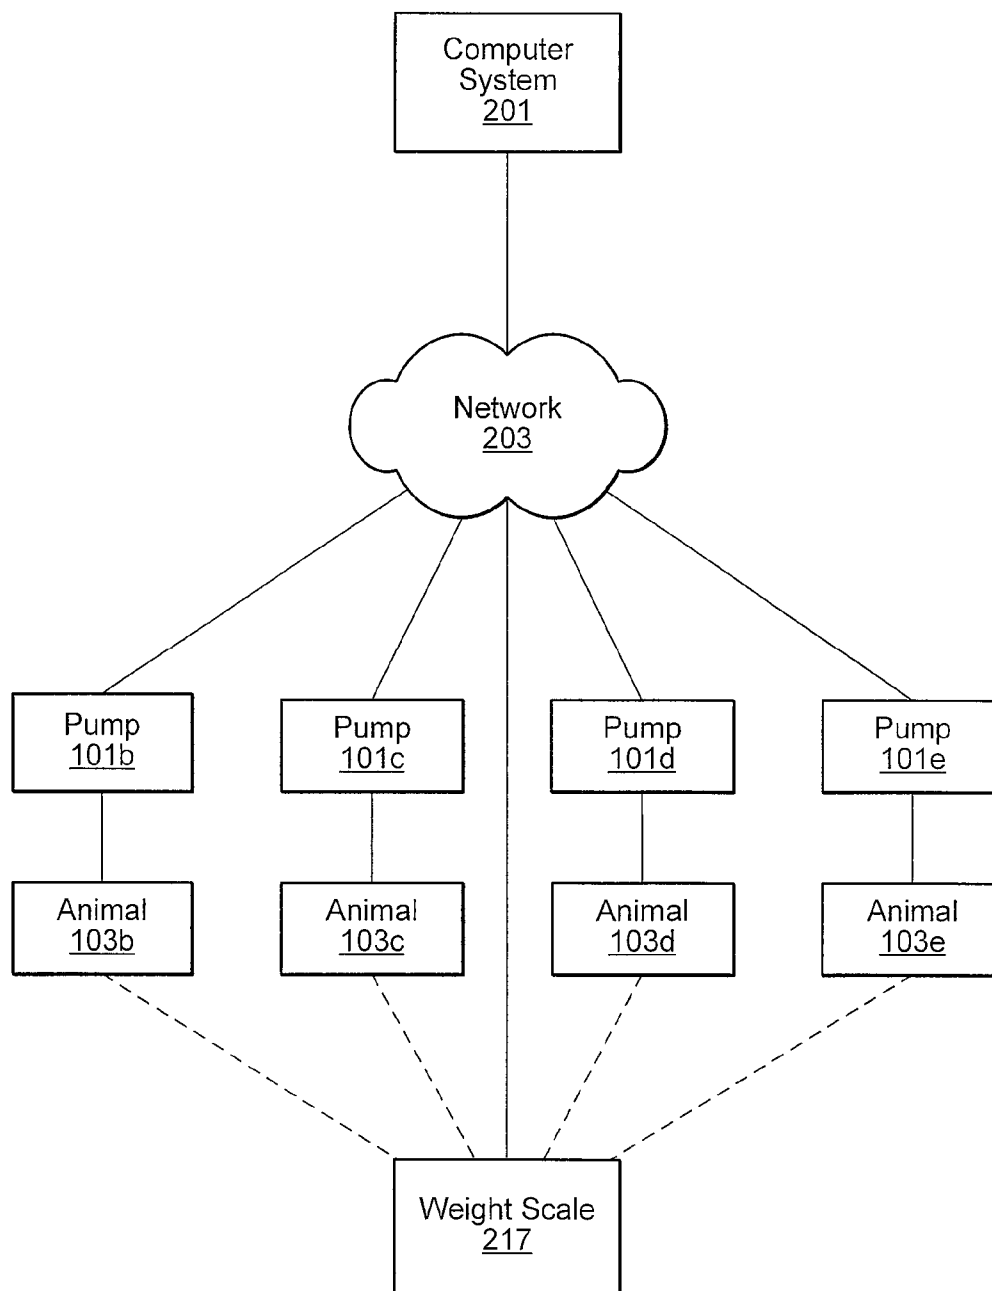 Computer
System
201
Network
203
Pump
101b
Pump
101c
Pump
101d
Pump
101e
Animal
103b
Animal
103c
Animal
103d
Animal
103e
Weight Scale
217